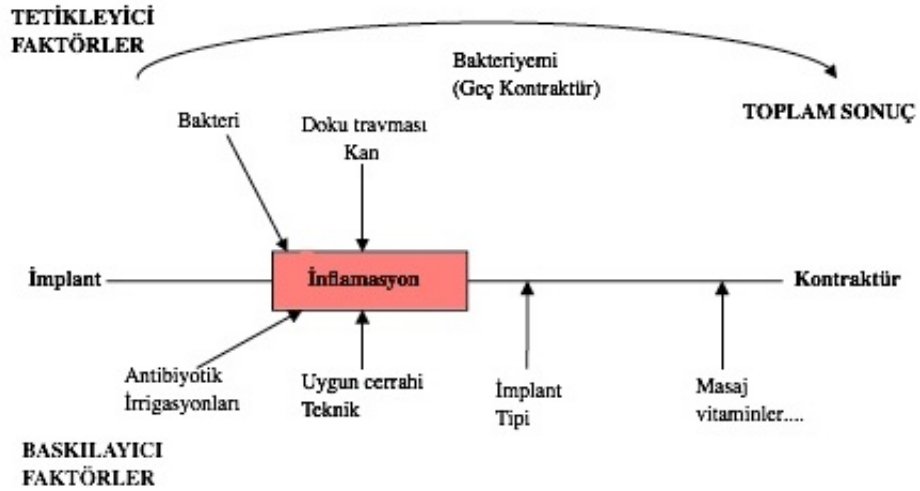 TETİKLEYİCİ
FAKTÖRLER
Bakteriyemi
(Geç Kontraktür)
TOPLAM SONUÇ
Bakteri
Doku travması
Kan
İmplant
İnflamasyon
Kontraktür
Antibiyotik
İrrigasyonları
Uygun cerrahi
Teknik
İmplant
Tipi
Masaj
vitaminler....
BASKILAYICI
FAKTÖRLER